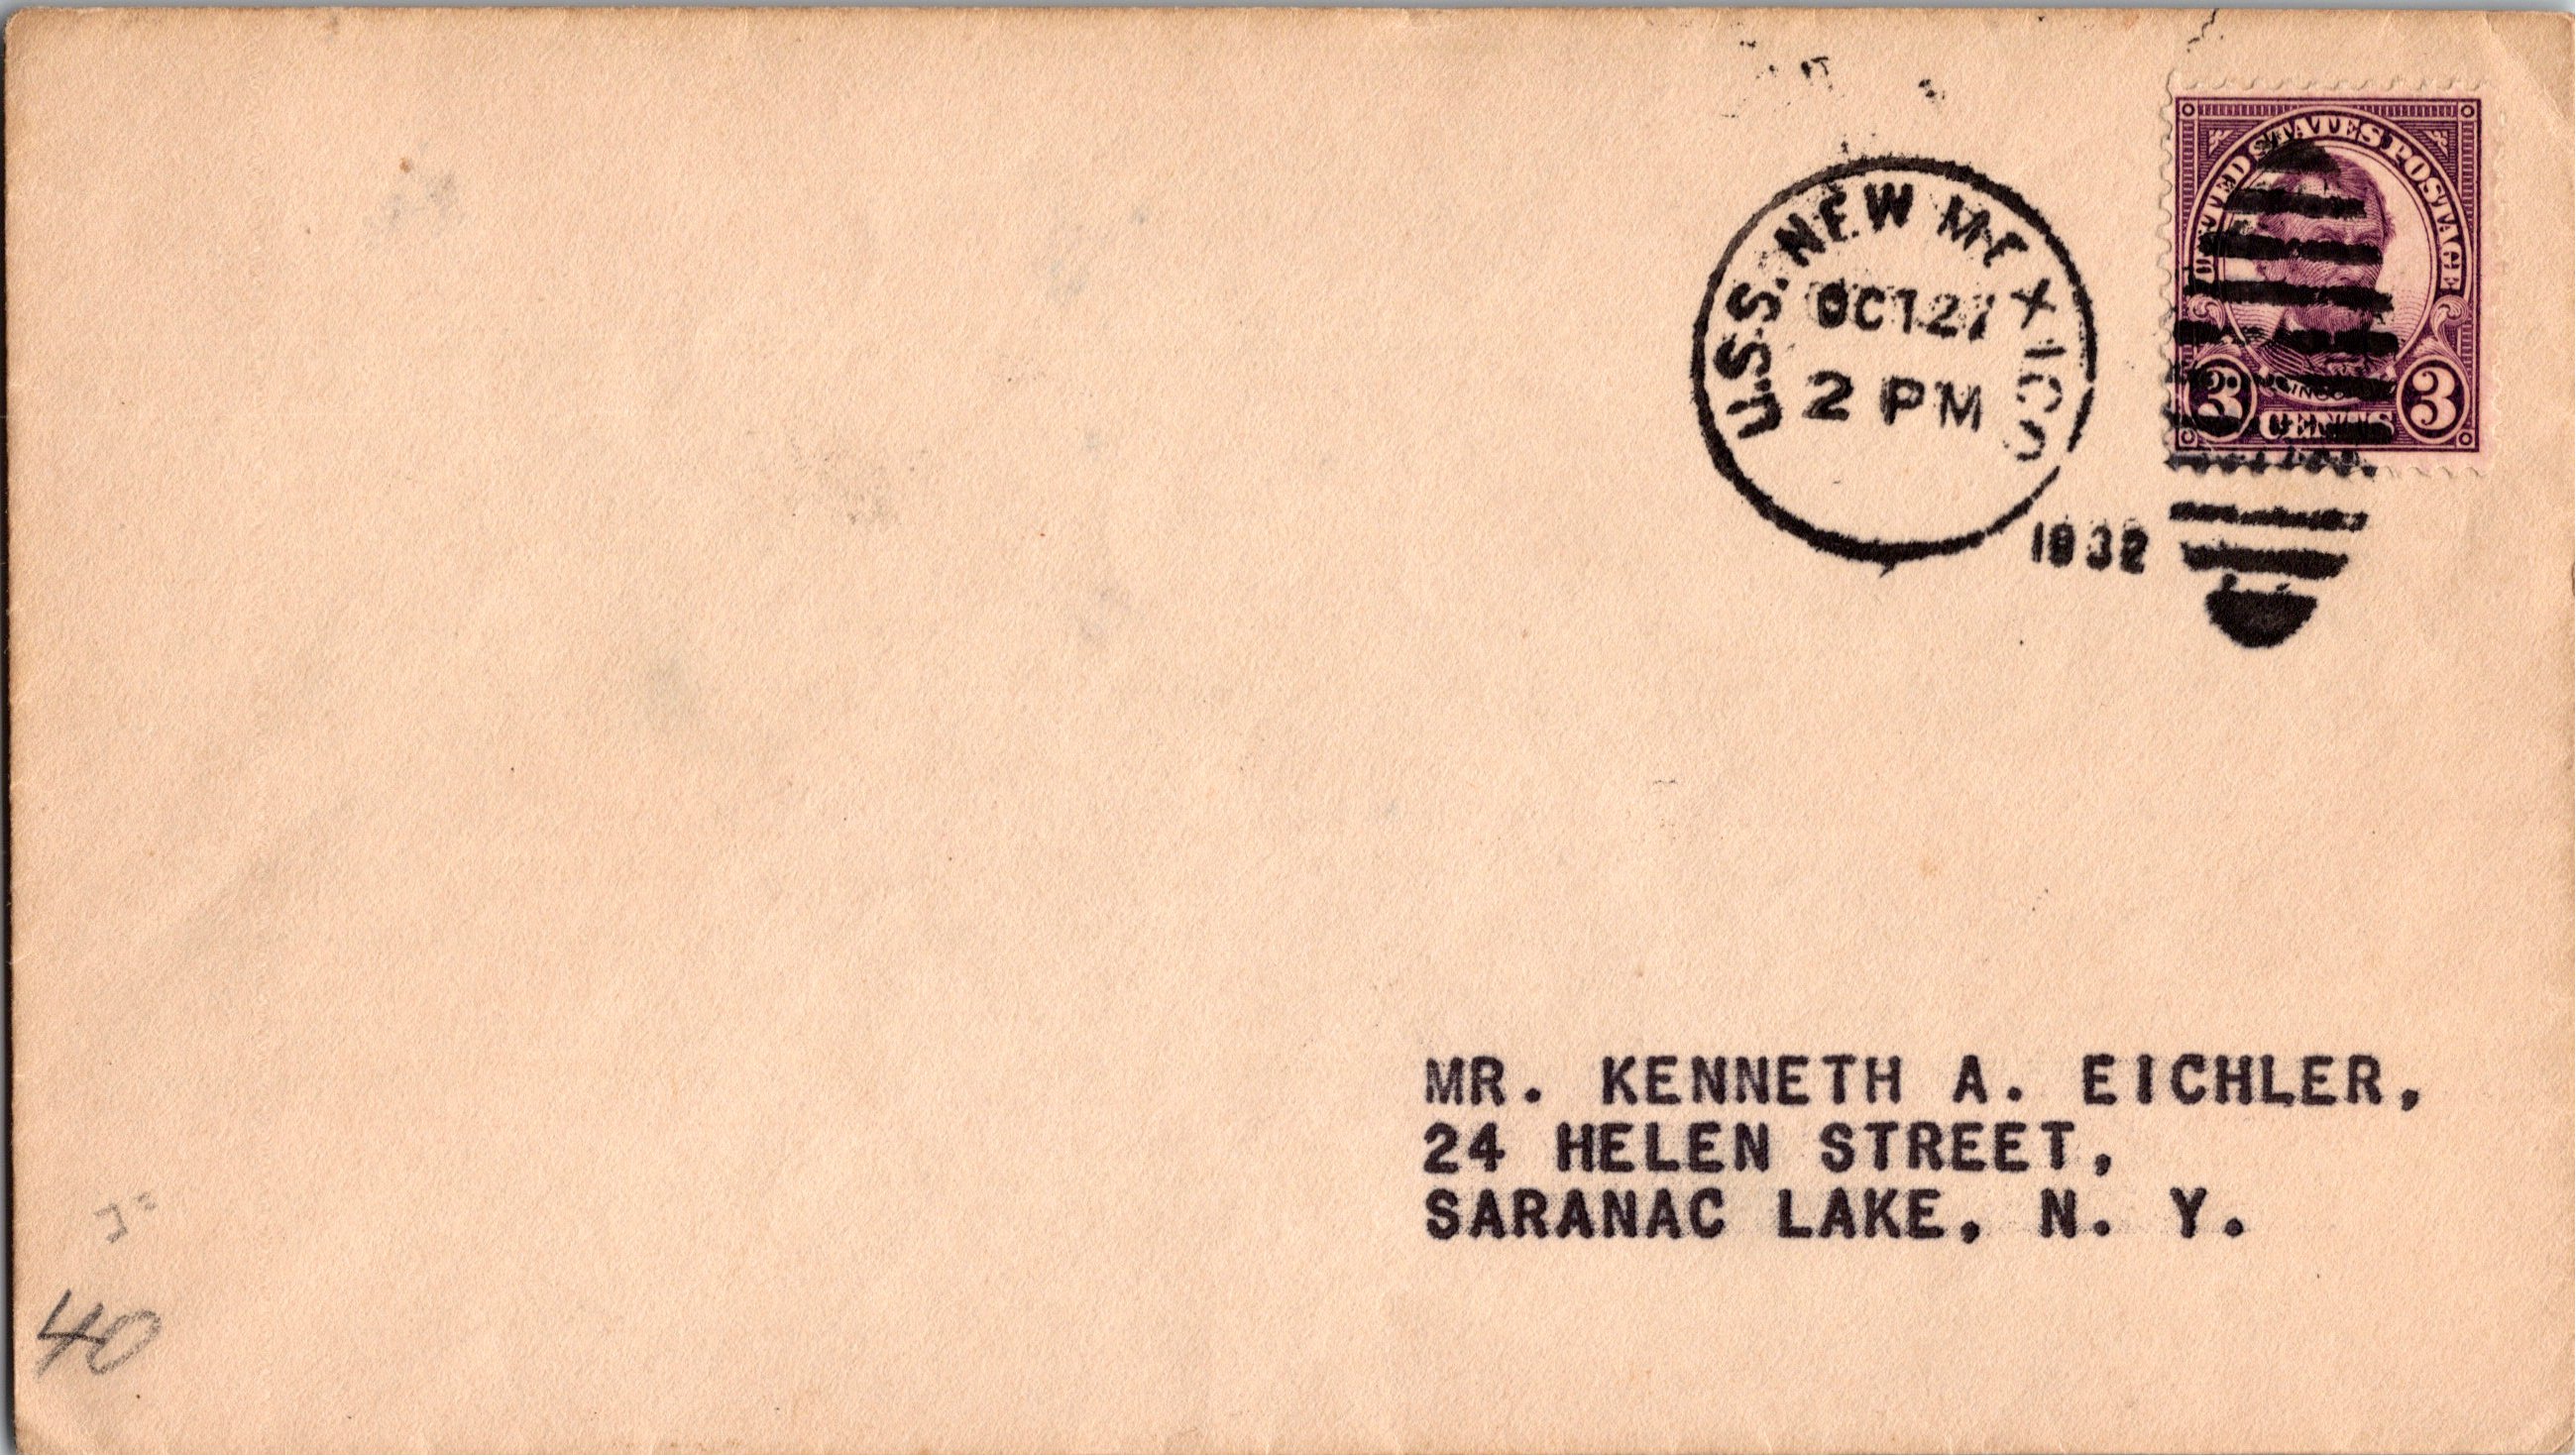 U.S.S. NEW MEXICO
OCT 27
2 PM
1932
UNITED STATES POSTAGE
LINCOLN
3 CENTS 3
MR. KENNETH A. EICHLER,
24 HELEN STREET,
SARANAC LAKE, N. Y.
40